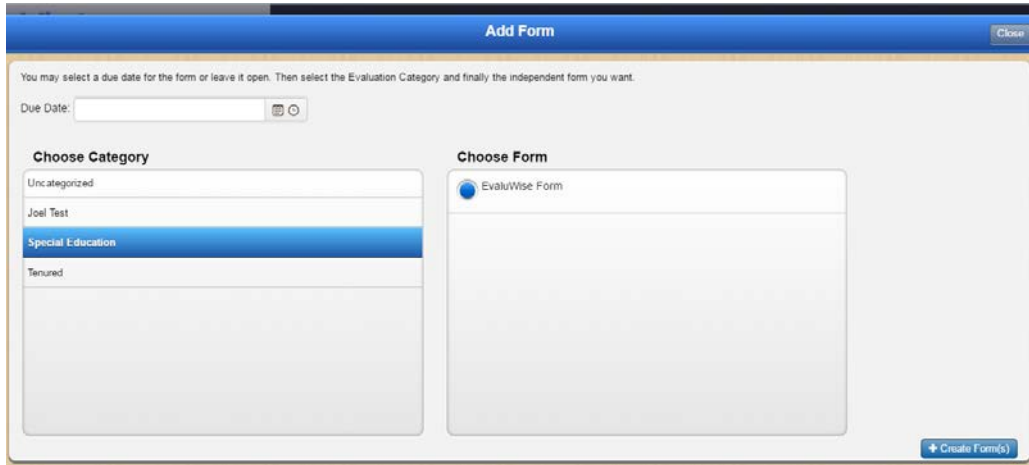 Add Form
Close
You may select a due date for the form or leave it open. Then select the Evaluation Category and finally the independent form you want.
Due Date:
Choose Category
Choose Form
Uncategorized
EvaluWise Form
Joel Test
Special Education
Tenured
+ Create Form(s)